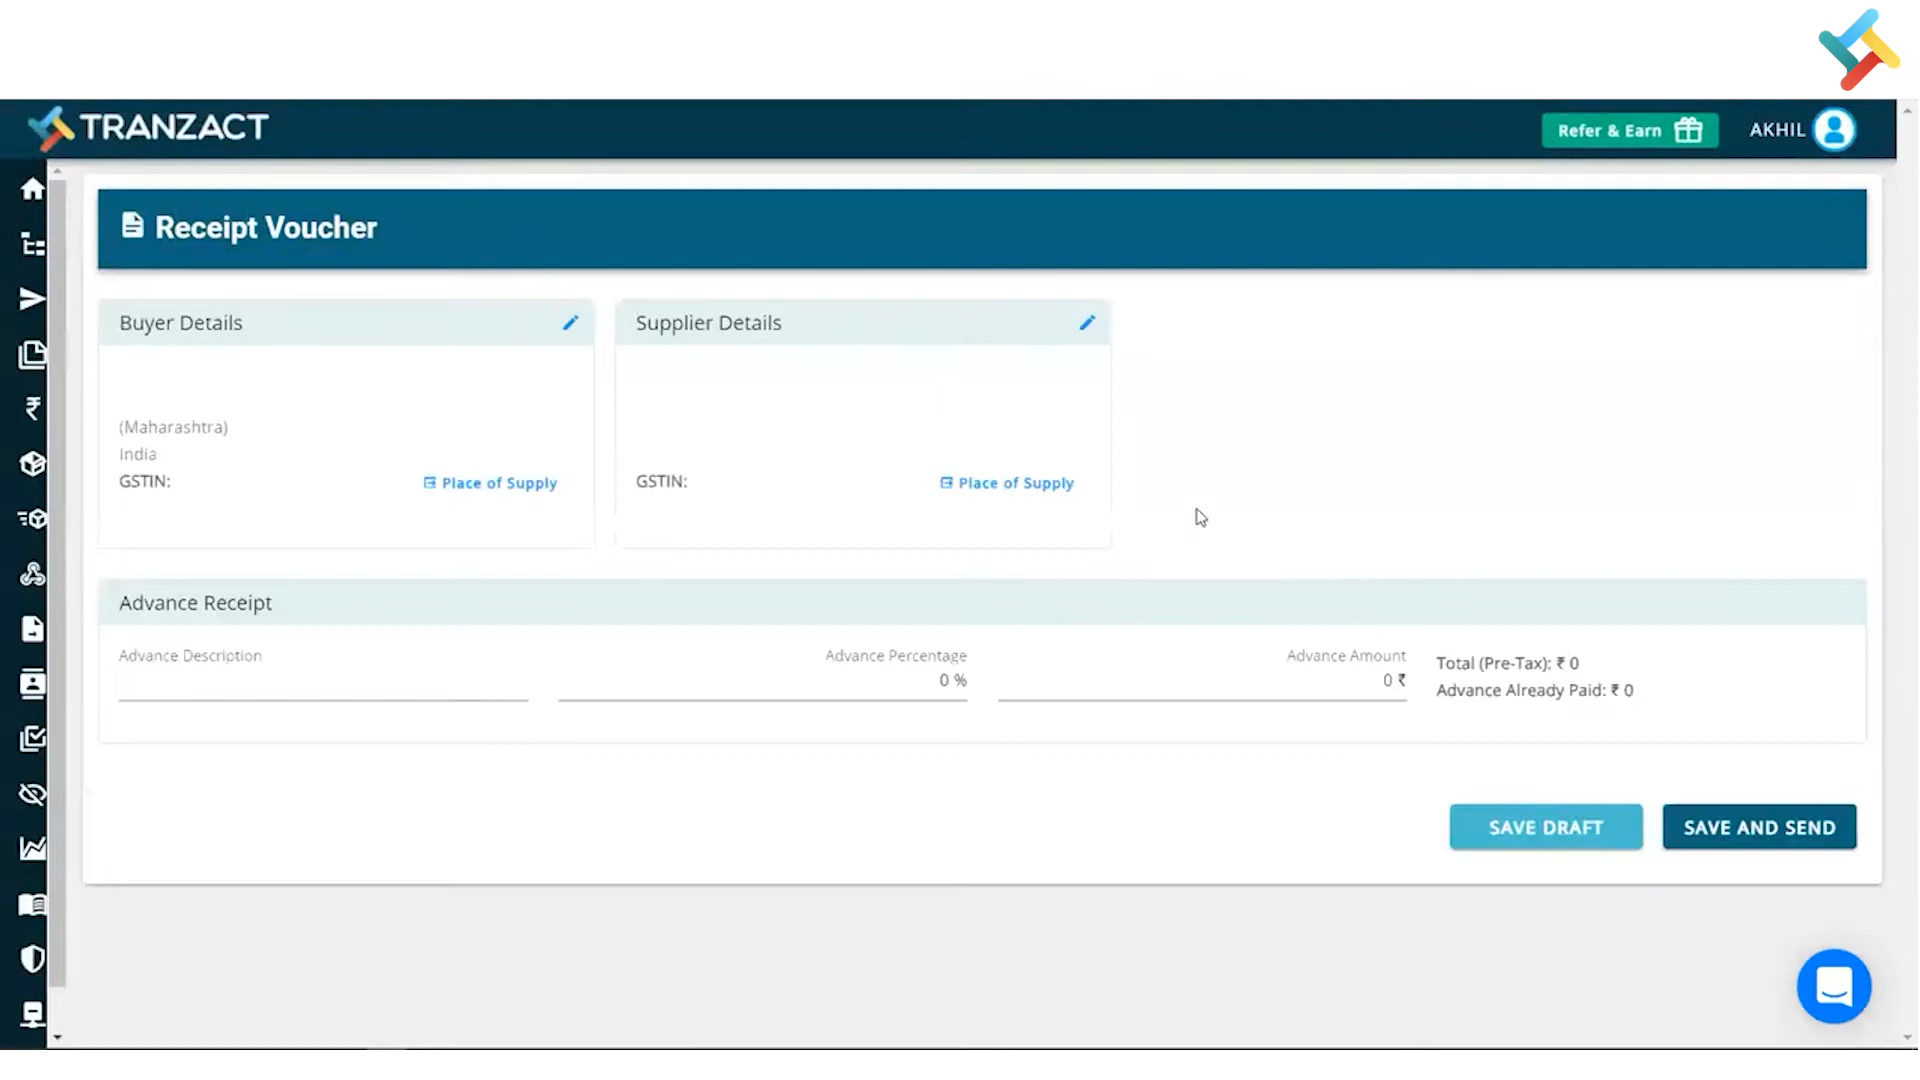 TRANZACT
Refer & Earn
AKHIL
Receipt Voucher
Buyer Details
Supplier Details
(Maharashtra)
India
GSTIN:
Place of Supply
GSTIN:
Place of Supply
Advance Receipt
Advance Description
Advance Percentage
0 %
Advance Amount
0 ₹
Total (Pre-Tax): ₹ 0
Advance Already Paid: ₹ 0
SAVE DRAFT
SAVE AND SEND